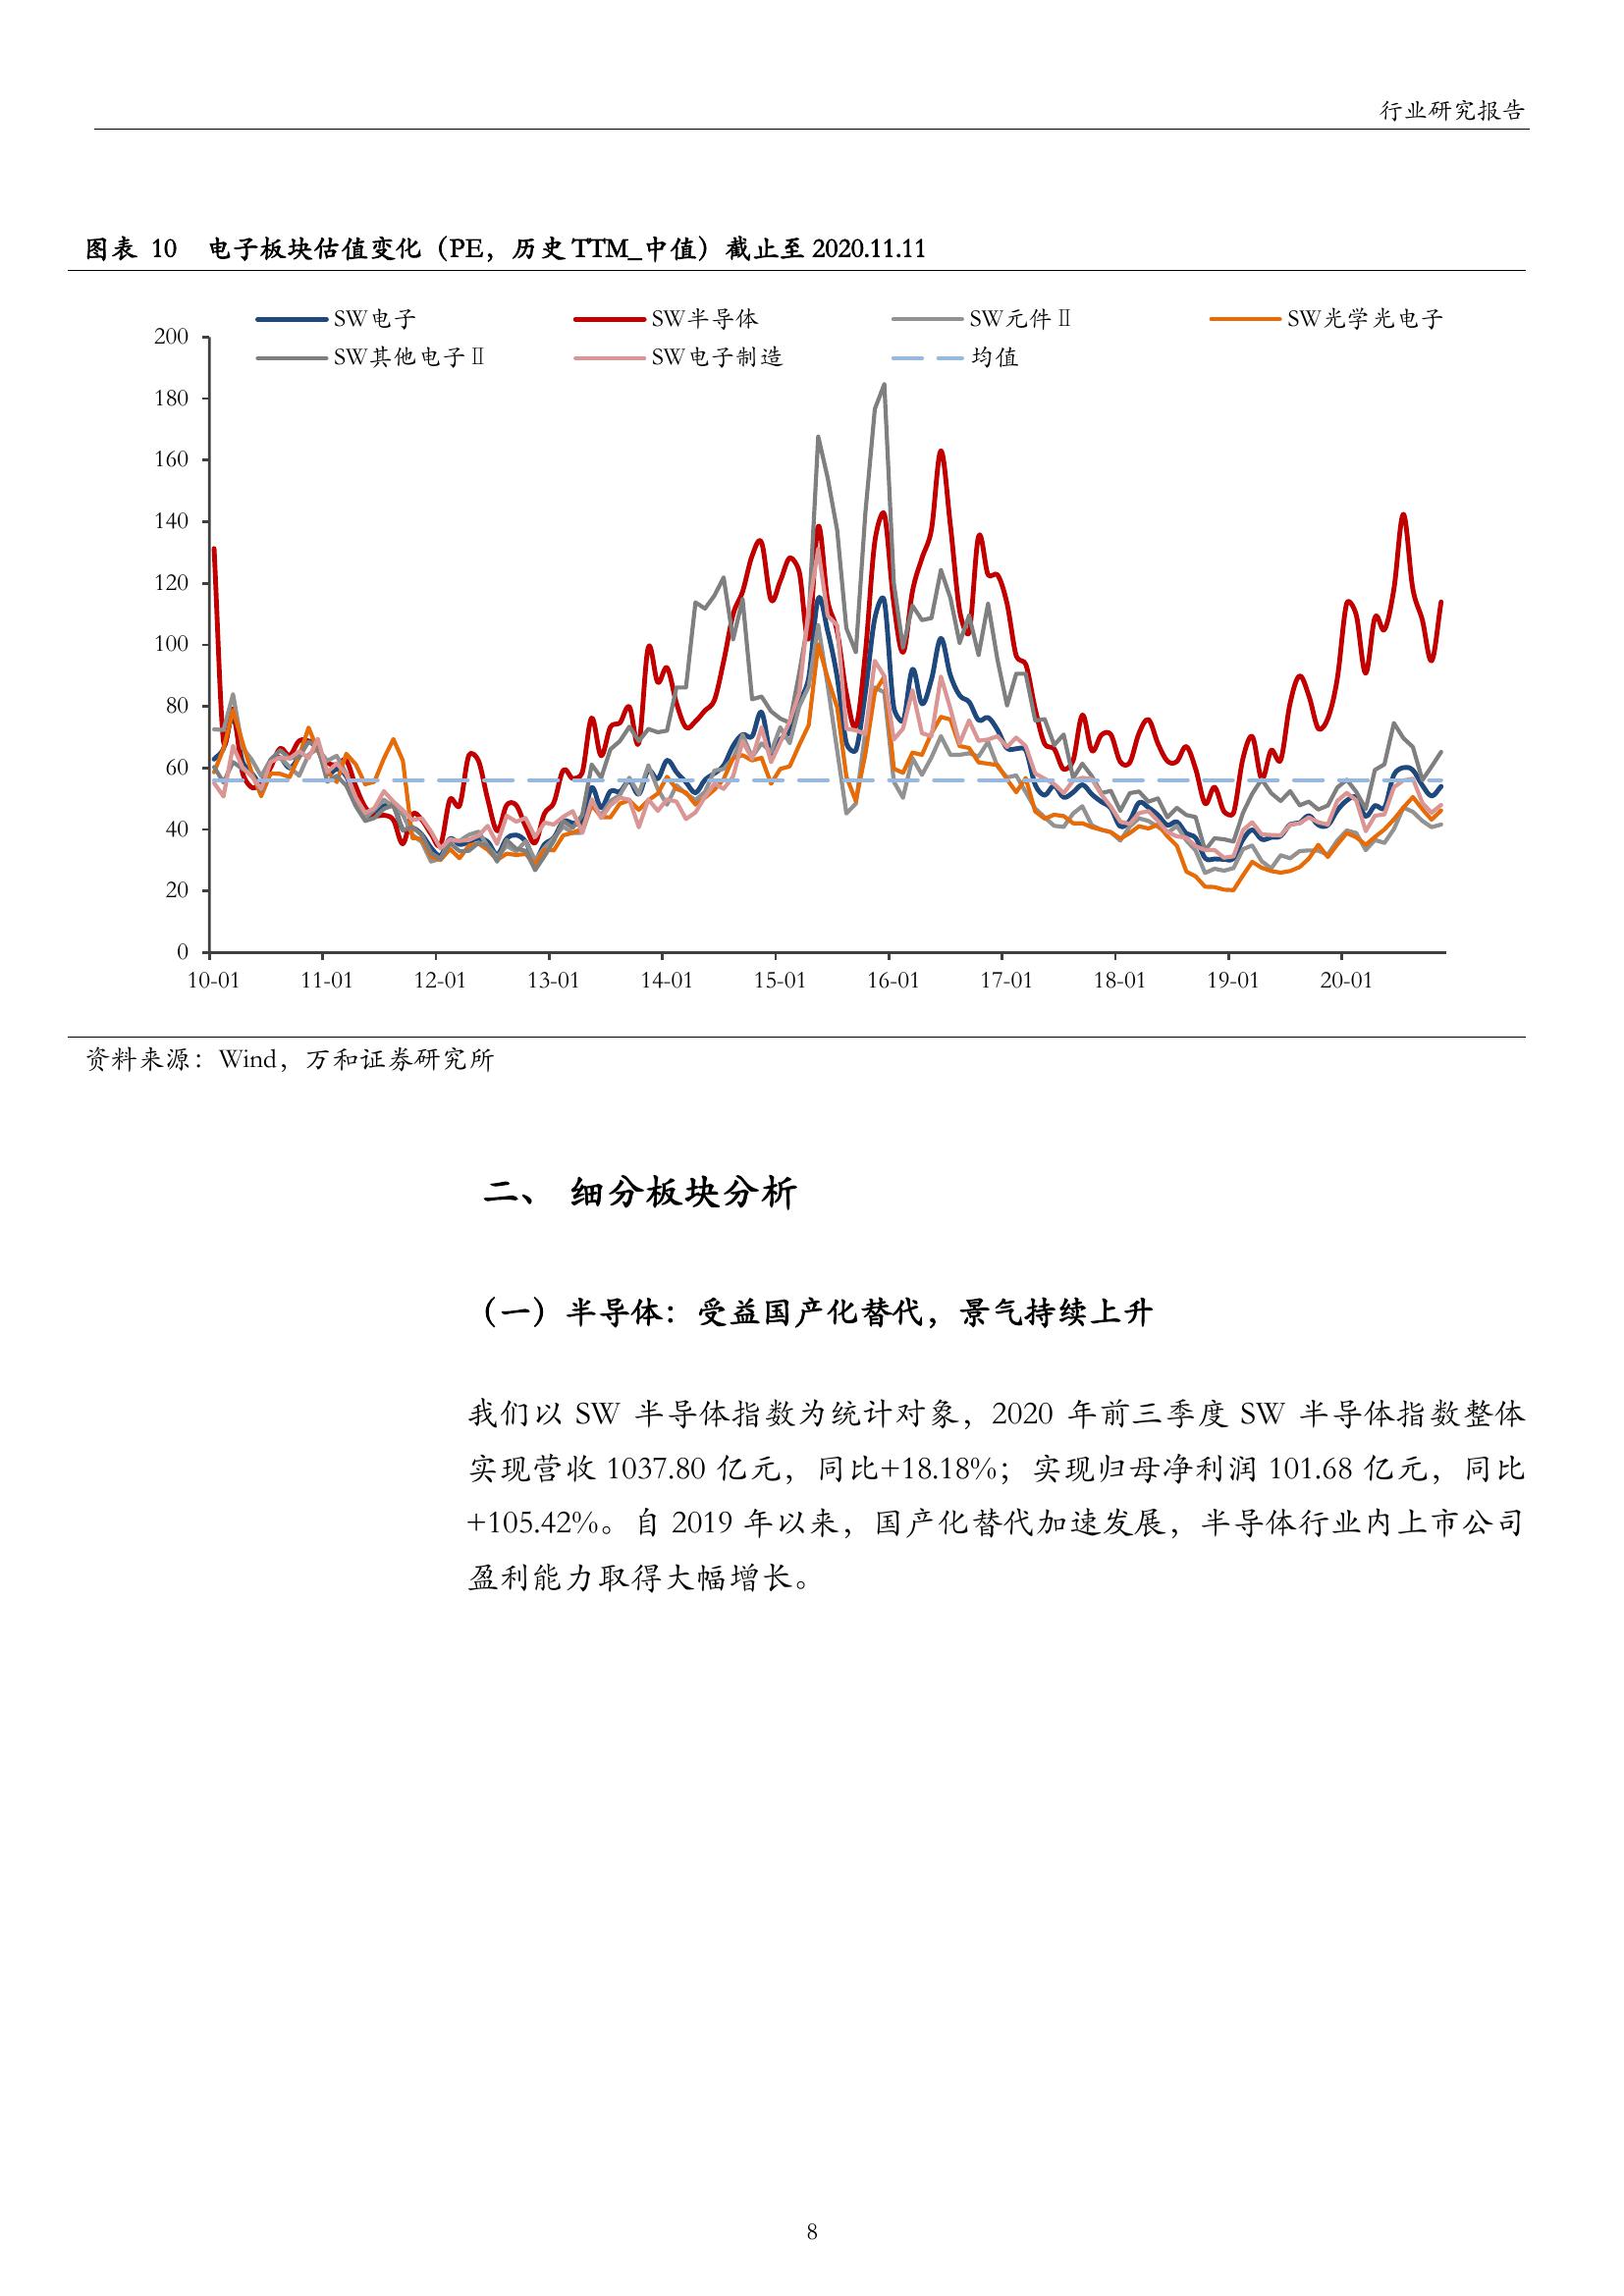 行业研究报告
图表 10 电子板块估值变化（PE，历史 TTM_中值）截止至 2020.11.11
SW电子 SW半导体 SW元件Ⅱ SW光学光电子
SW其他电子Ⅱ SW电子制造 均值
200
180
160
140
120
100
80
60
40
20
0
10-01 11-01 12-01 13-01 14-01 15-01 16-01 17-01 18-01 19-01 20-01
资料来源：Wind，万和证券研究所
二、 细分板块分析
（一）半导体：受益国产化替代，景气持续上升
我们以 SW 半导体指数为统计对象，2020 年前三季度 SW 半导体指数整体
实现营收 1037.80 亿元，同比+18.18%；实现归母净利润 101.68 亿元，同比
+105.42%。自 2019 年以来，国产化替代加速发展，半导体行业内上市公司
盈利能力取得大幅增长。
8